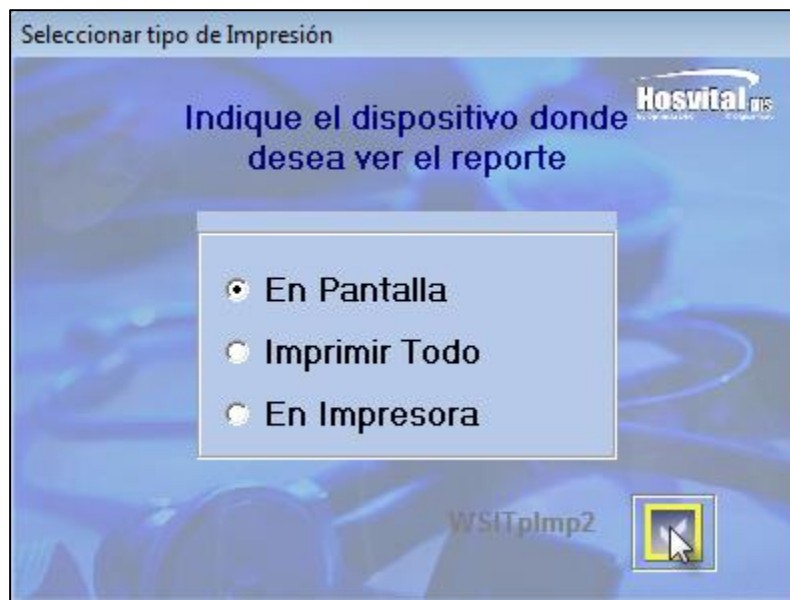 Seleccionar tipo de Impresión
Hosvital HIS
Indique el dispositivo donde
desea ver el reporte
En Pantalla
Imprimir Todo
En Impresora
WSITpImp2